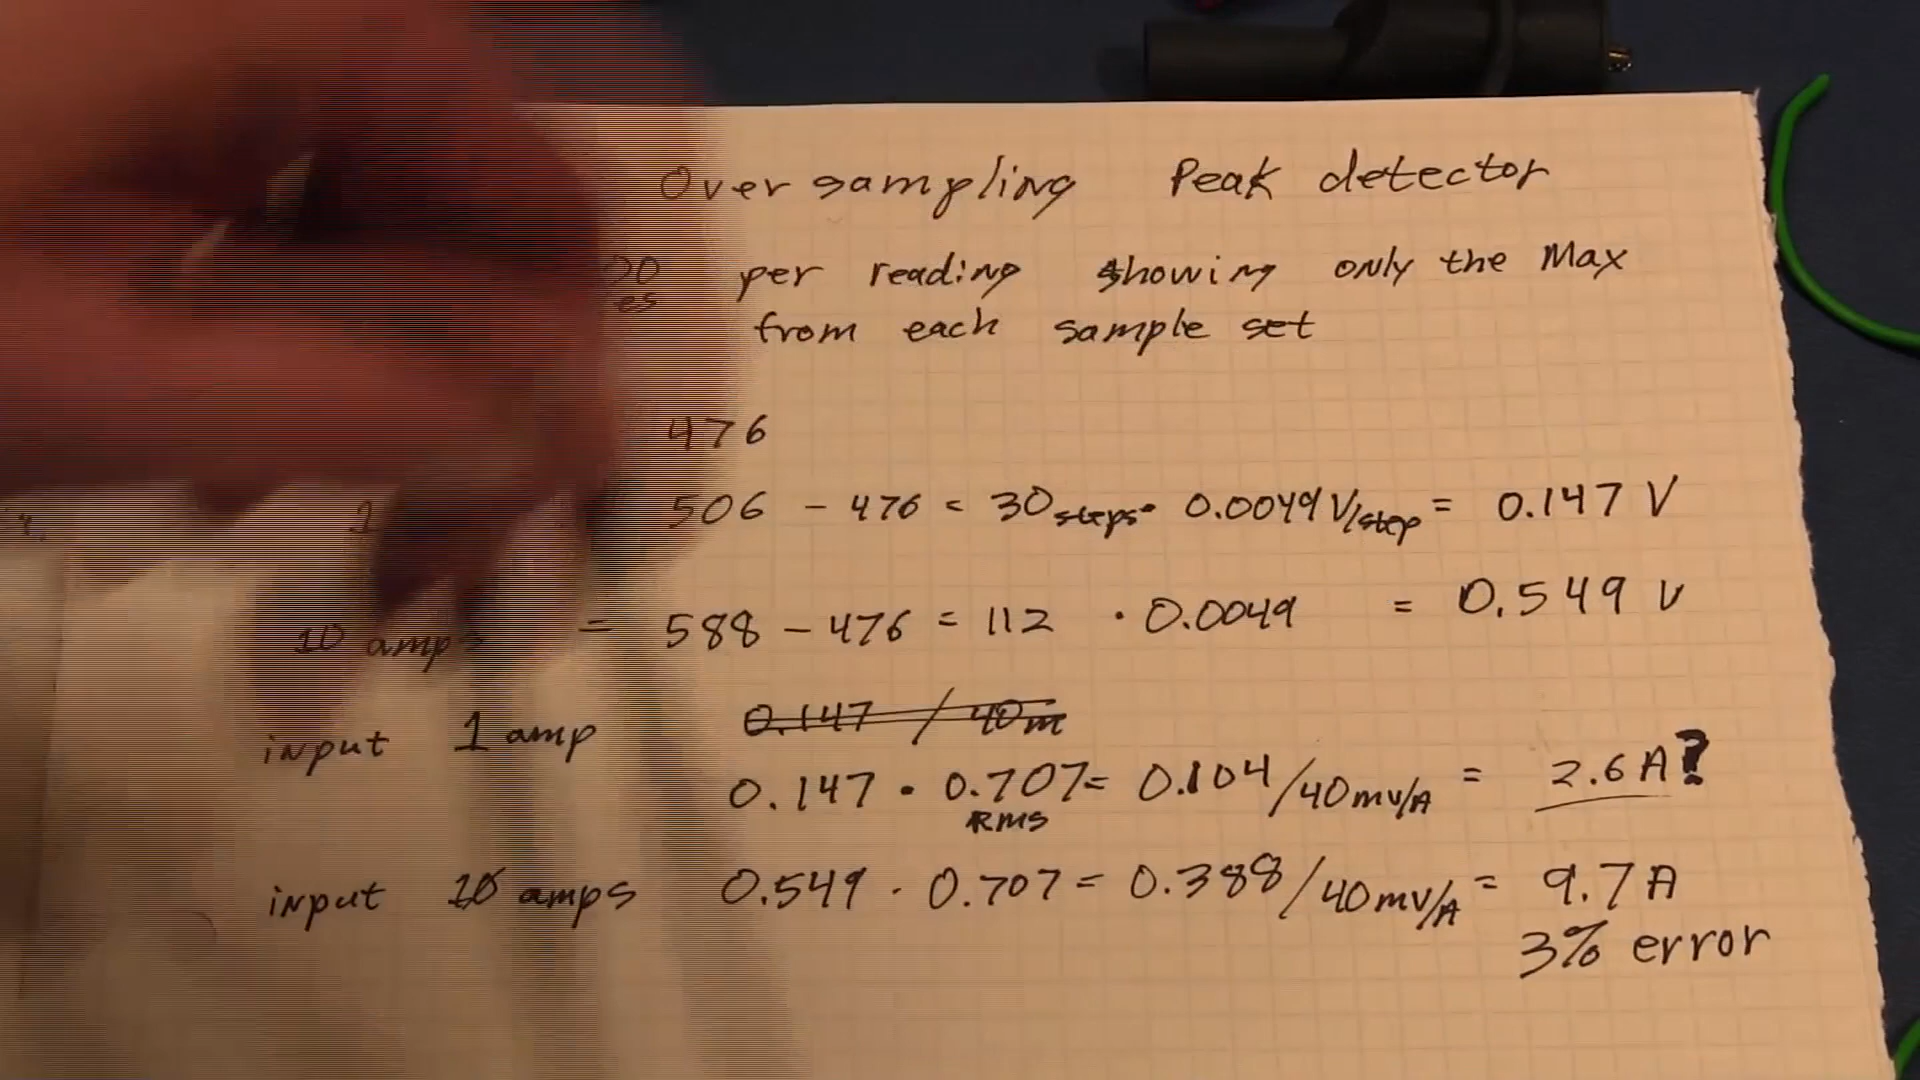 Over sampling Peak detector
per reading showing only the Max
from each sample set
476
1 506 - 476 = 30 steps • 0.0049 V/step = 0.147 V
10 amps = 588 - 476 = 112 • 0.0049 = 0.549 V
input 1 amp 0.147 / 40m
0.147 • 0.707 = 0.104 / 40mv/A = 2.6 A?
RMS
input 10 amps 0.549 • 0.707 = 0.388 / 40mv/A = 9.7 A
3% error